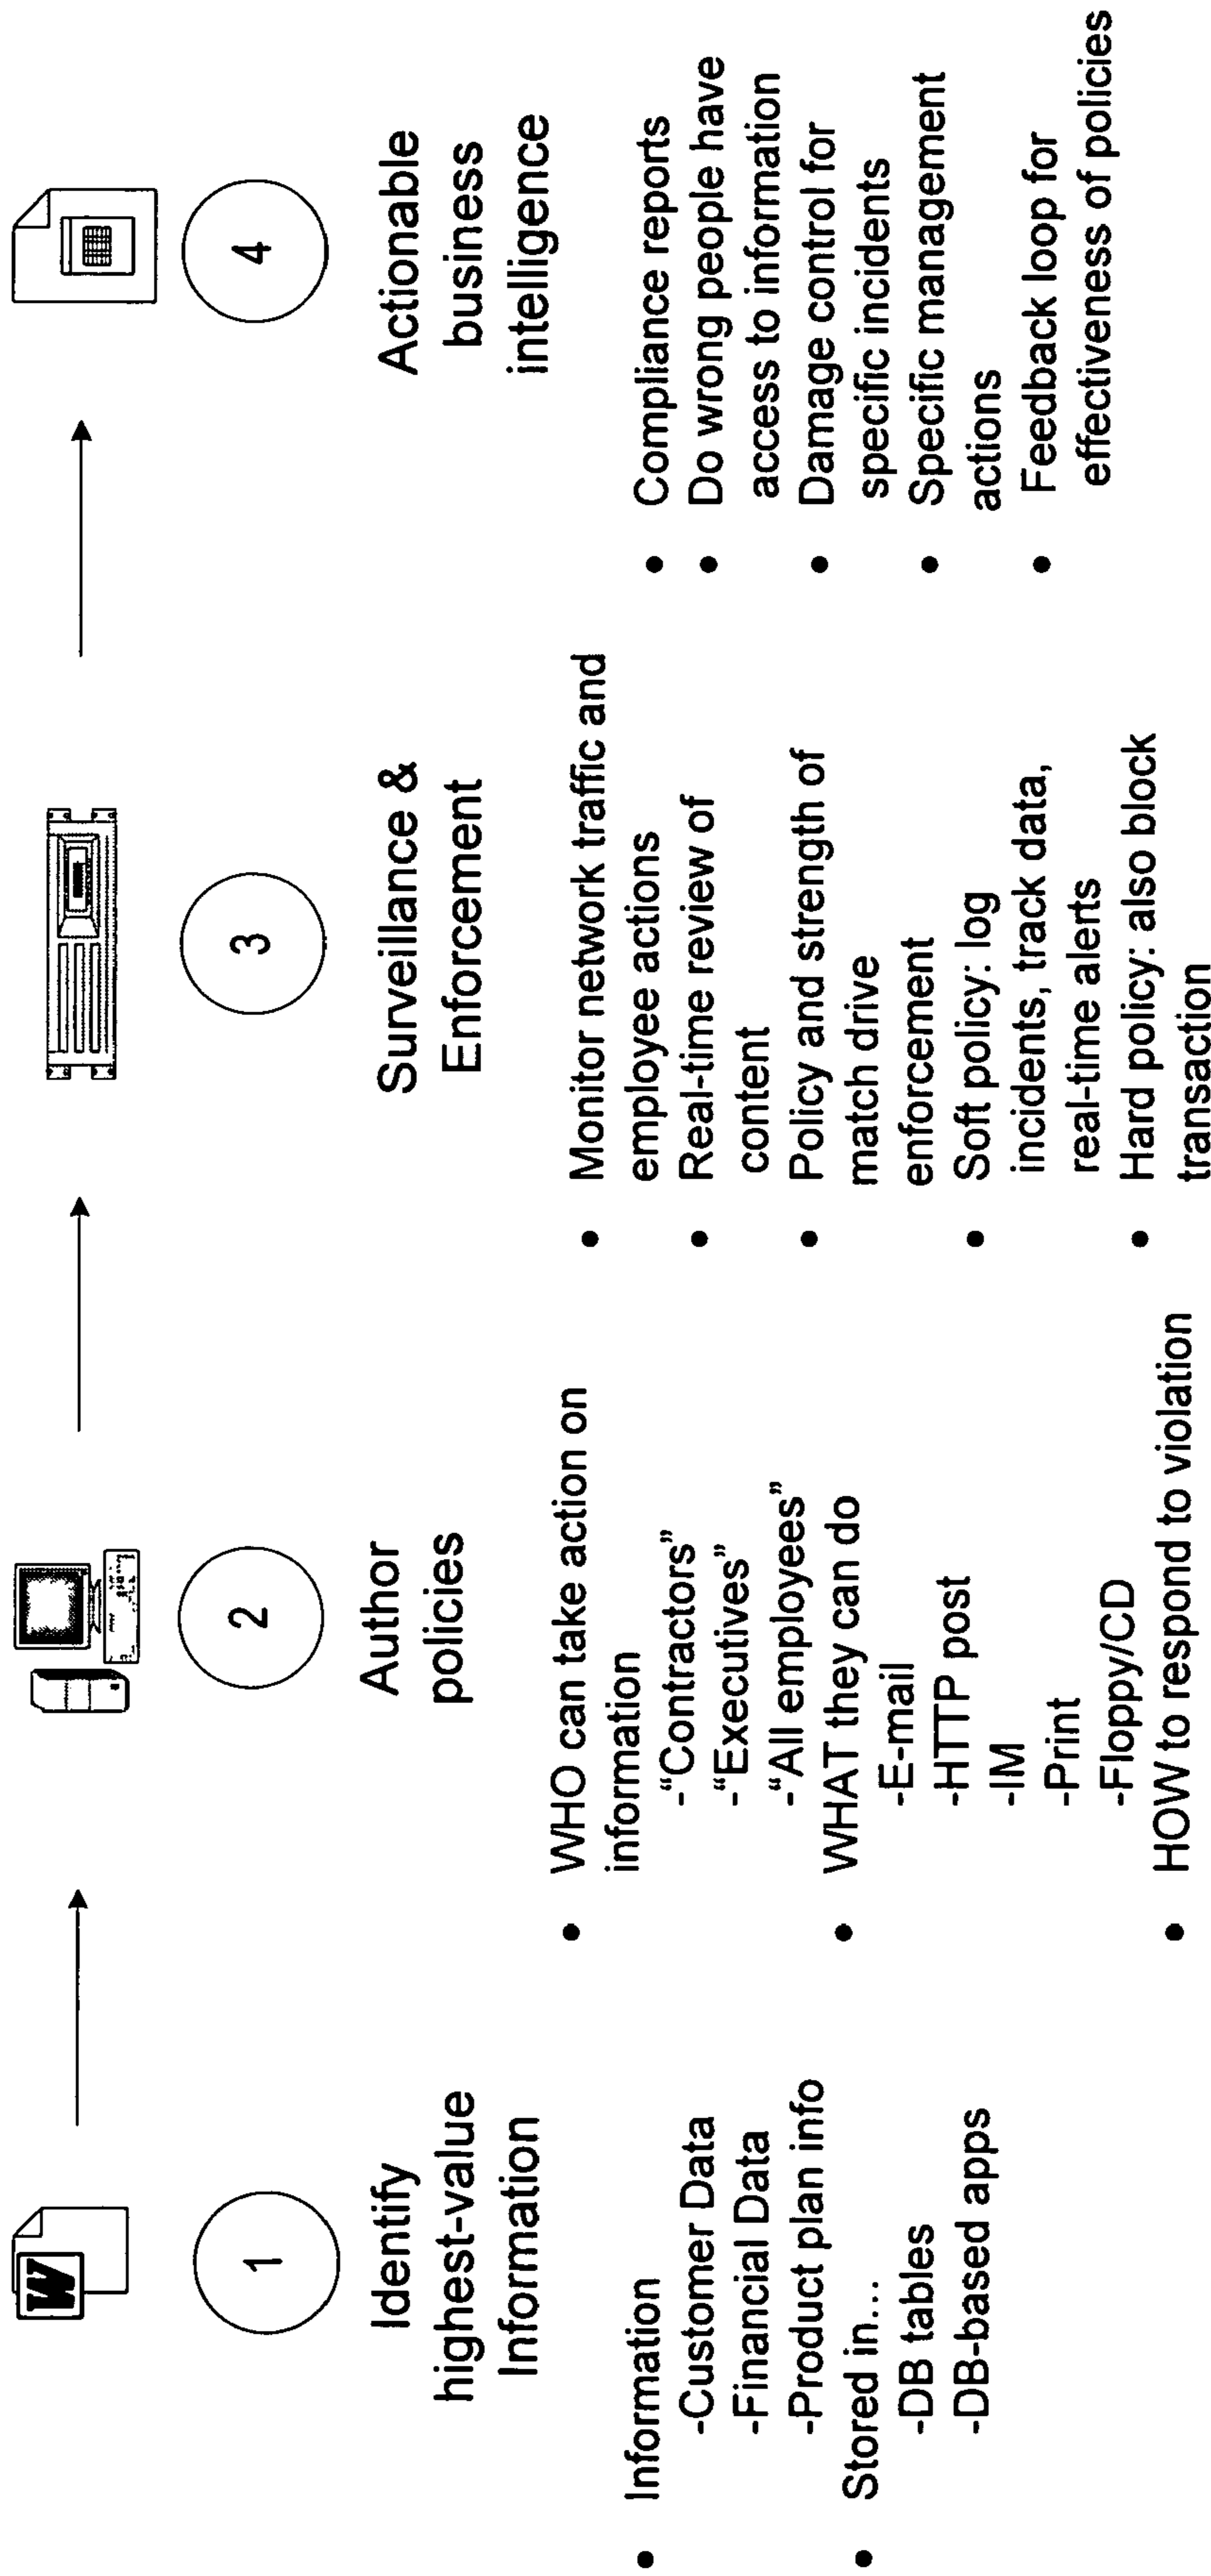 W
1
Identify
highest-value
Information
• Information
-Customer Data
-Financial Data
-Product plan info
• Stored in...
-DB tables
-DB-based apps
2
Author
policies
• WHO can take action on
information
-“Contractors”
-“Executives”
-“All employees”
• WHAT they can do
-E-mail
-HTTP post
-IM
-Print
-Floppy/CD
• HOW to respond to violation
3
Surveillance &
Enforcement
• Monitor network traffic and
employee actions
• Real-time review of
content
• Policy and strength of
match drive
enforcement
• Soft policy: log
incidents, track data,
real-time alerts
• Hard policy: also block
transaction
4
Actionable
business
intelligence
• Compliance reports
• Do wrong people have
access to information
• Damage control for
specific incidents
• Specific management
actions
• Feedback loop for
effectiveness of policies